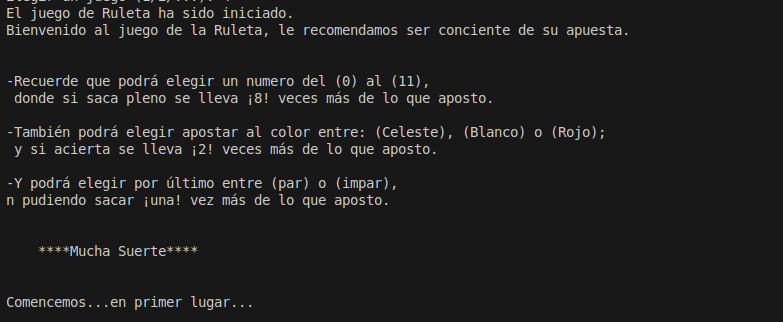 El juego de Ruleta ha sido iniciado.
Bienvenido al juego de la Ruleta, le recomendamos ser conciente de su apuesta.
-Recuerde que podrá elegir un numero del (0) al (11),
donde si saca pleno se lleva ¡8! veces más de lo que aposto.
-También podrá elegir apostar al color entre: (Celeste), (Blanco) o (Rojo);
y si acierta se lleva ¡2! veces más de lo que aposto.
-Y podrá elegir por último entre (par) o (impar),
n pudiendo sacar ¡una! vez más de lo que aposto.
****Mucha Suerte****
Comencemos...en primer lugar...